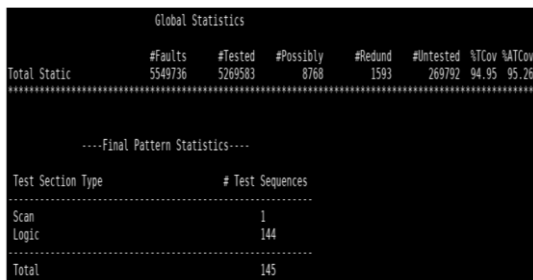 Global Statistics
#Faults #Tested #Possibly #Redund #Untested %TCov %ATCov
Total Static 5549736 5269583 8768 1593 269792 94.95 95.26
----Final Pattern Statistics----
Test Section Type # Test Sequences
Scan 1
Logic 144
Total 145